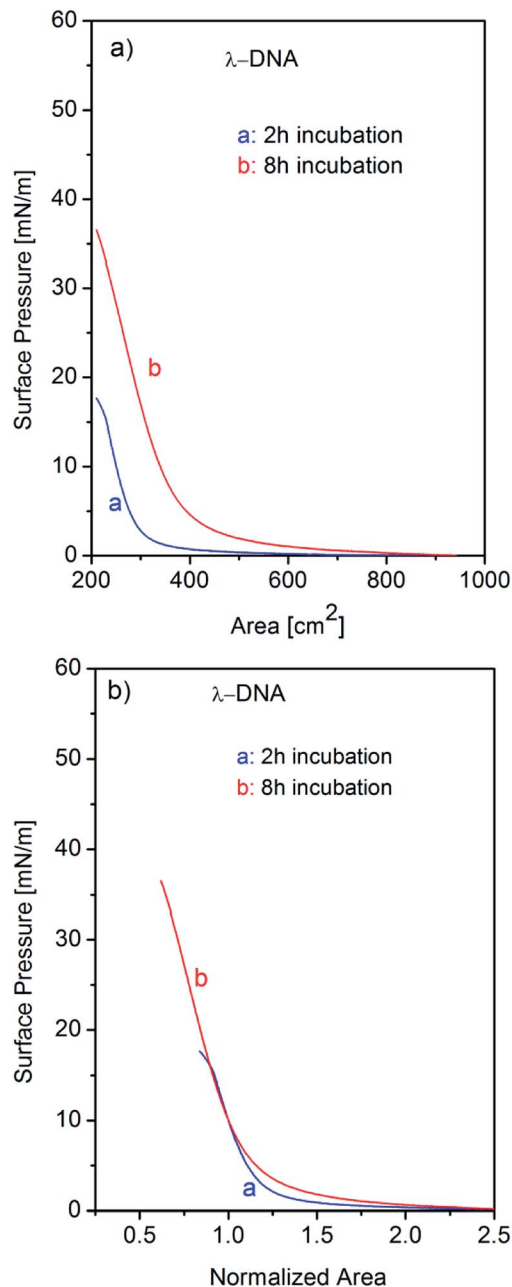 a)
λ–DNA
a: 2h incubation
b: 8h incubation
b
a
Surface Pressure [mN/m]
60
50
40
30
20
10
0
200 400 600 800 1000
Area [cm²]
b)
λ–DNA
a: 2h incubation
b: 8h incubation
b
a
Surface Pressure [mN/m]
60
50
40
30
20
10
0
0.5 1.0 1.5 2.0 2.5
Normalized Area